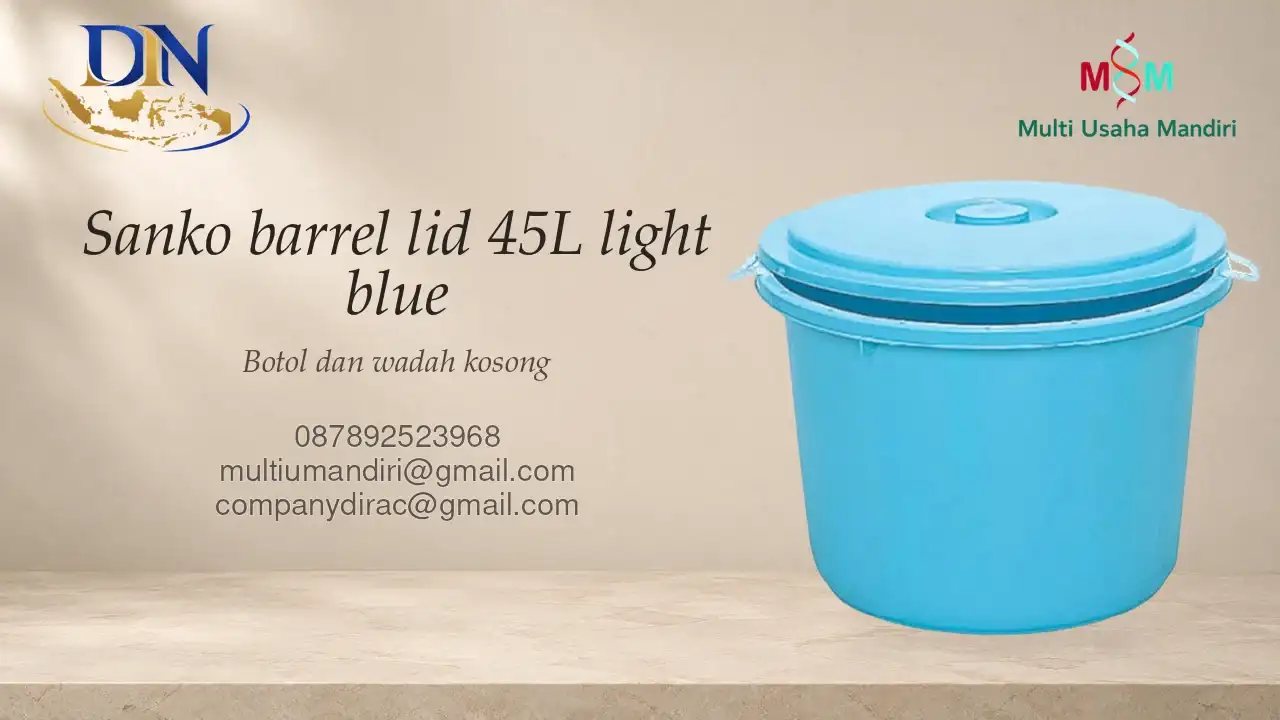 DIN
MSM
Multi Usaha Mandiri
Sanko barrel lid 45L light
blue
Botol dan wadah kosong
087892523968
multiumandiri@gmail.com
companydirac@gmail.com